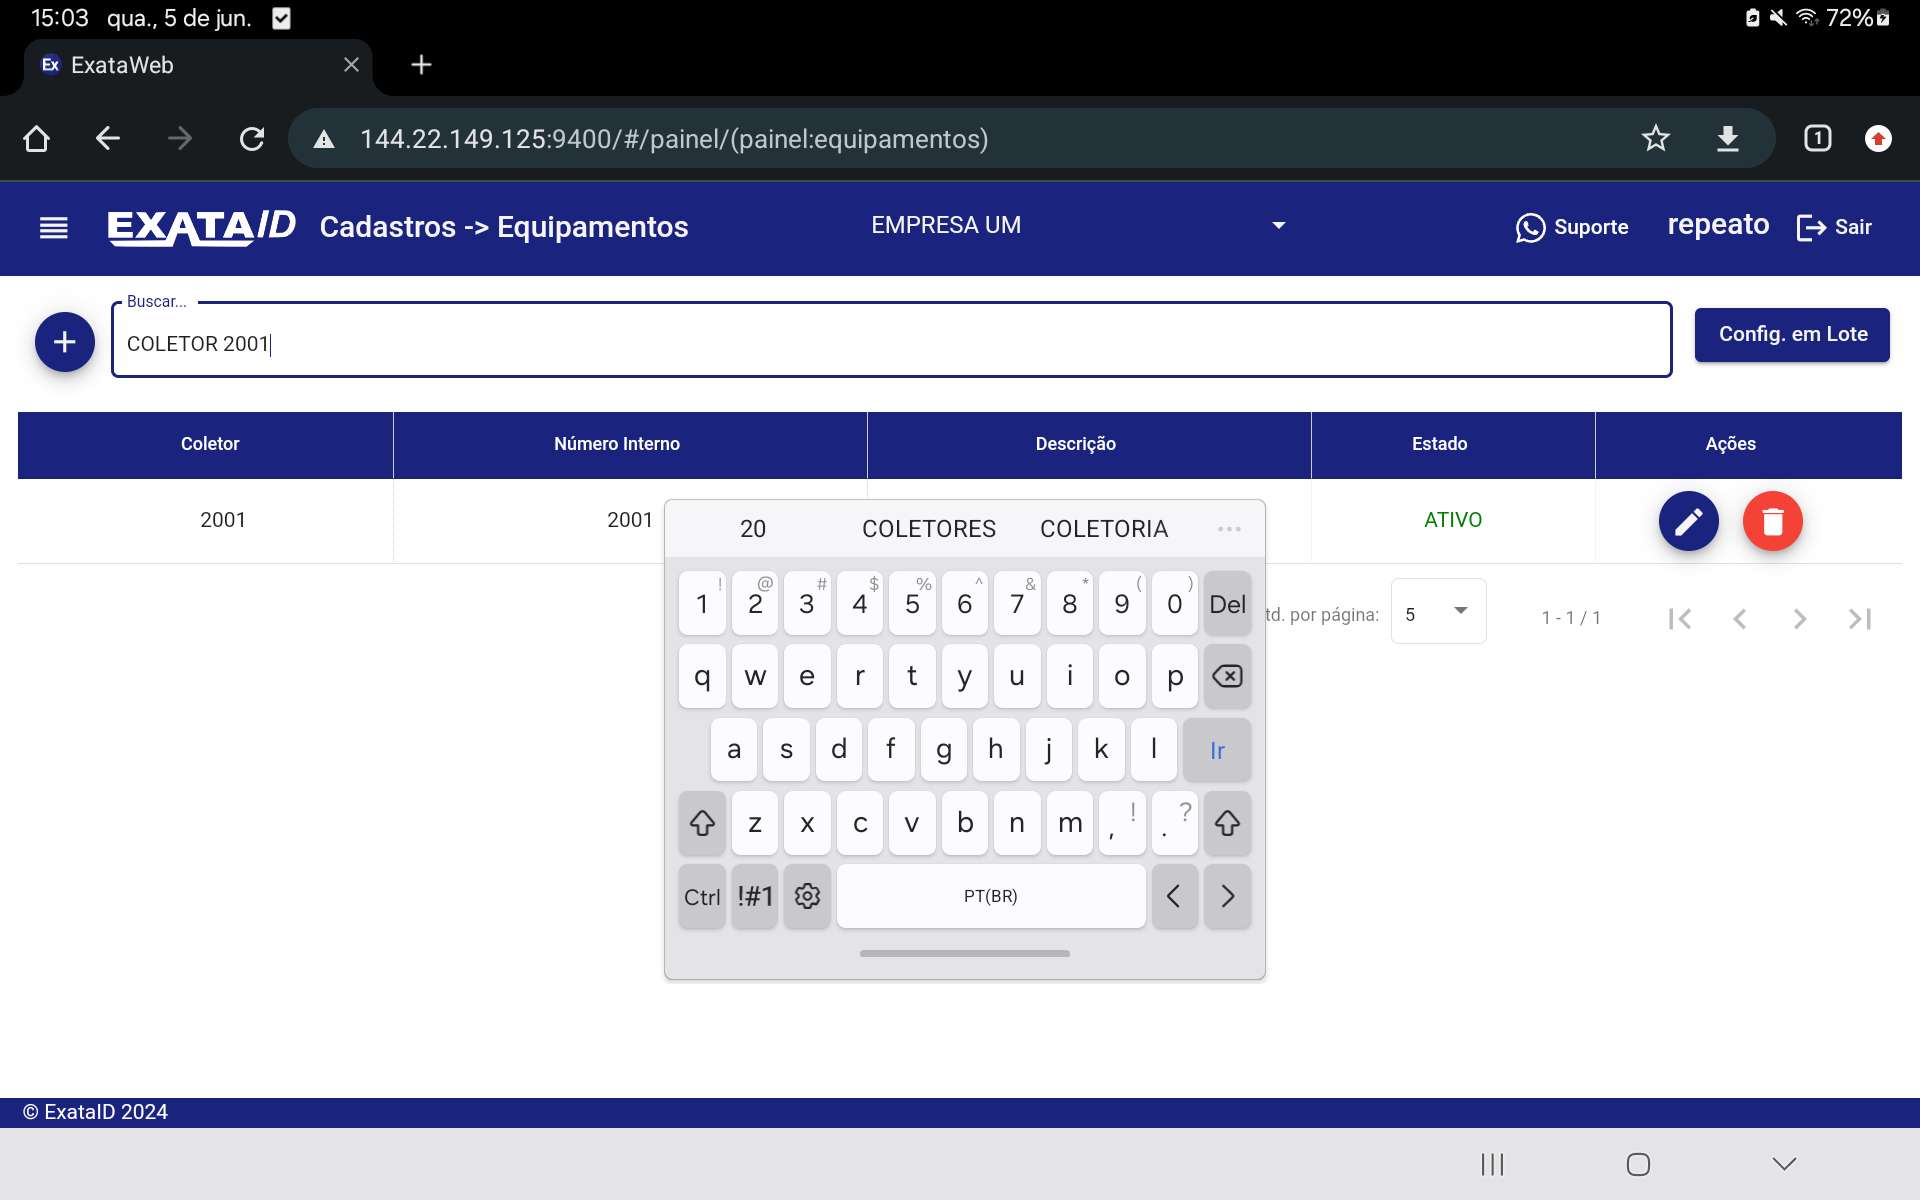 15:03 qua., 5 de jun. 72%
Ex ExataWeb
144.22.149.125:9400/#/painel/(painel:equipamentos) 1
EXATAID Cadastros -> Equipamentos EMPRESA UM Suporte repeato Sair
Buscar...
COLETOR 2001
Config. em Lote
Coletor Número Interno Descrição Estado Ações
2001 2001 ATIVO
20 COLETORES COLETORIA
! @ # $ % ^ & * ( )
1 2 3 4 5 6 7 8 9 0 Del
td. por página: 5 1 - 1 / 1
q w e r t y u i o p
a s d f g h j k l Ir
z x c v b n m , ! . ?
Ctrl !#1 PT(BR)
© ExataID 2024